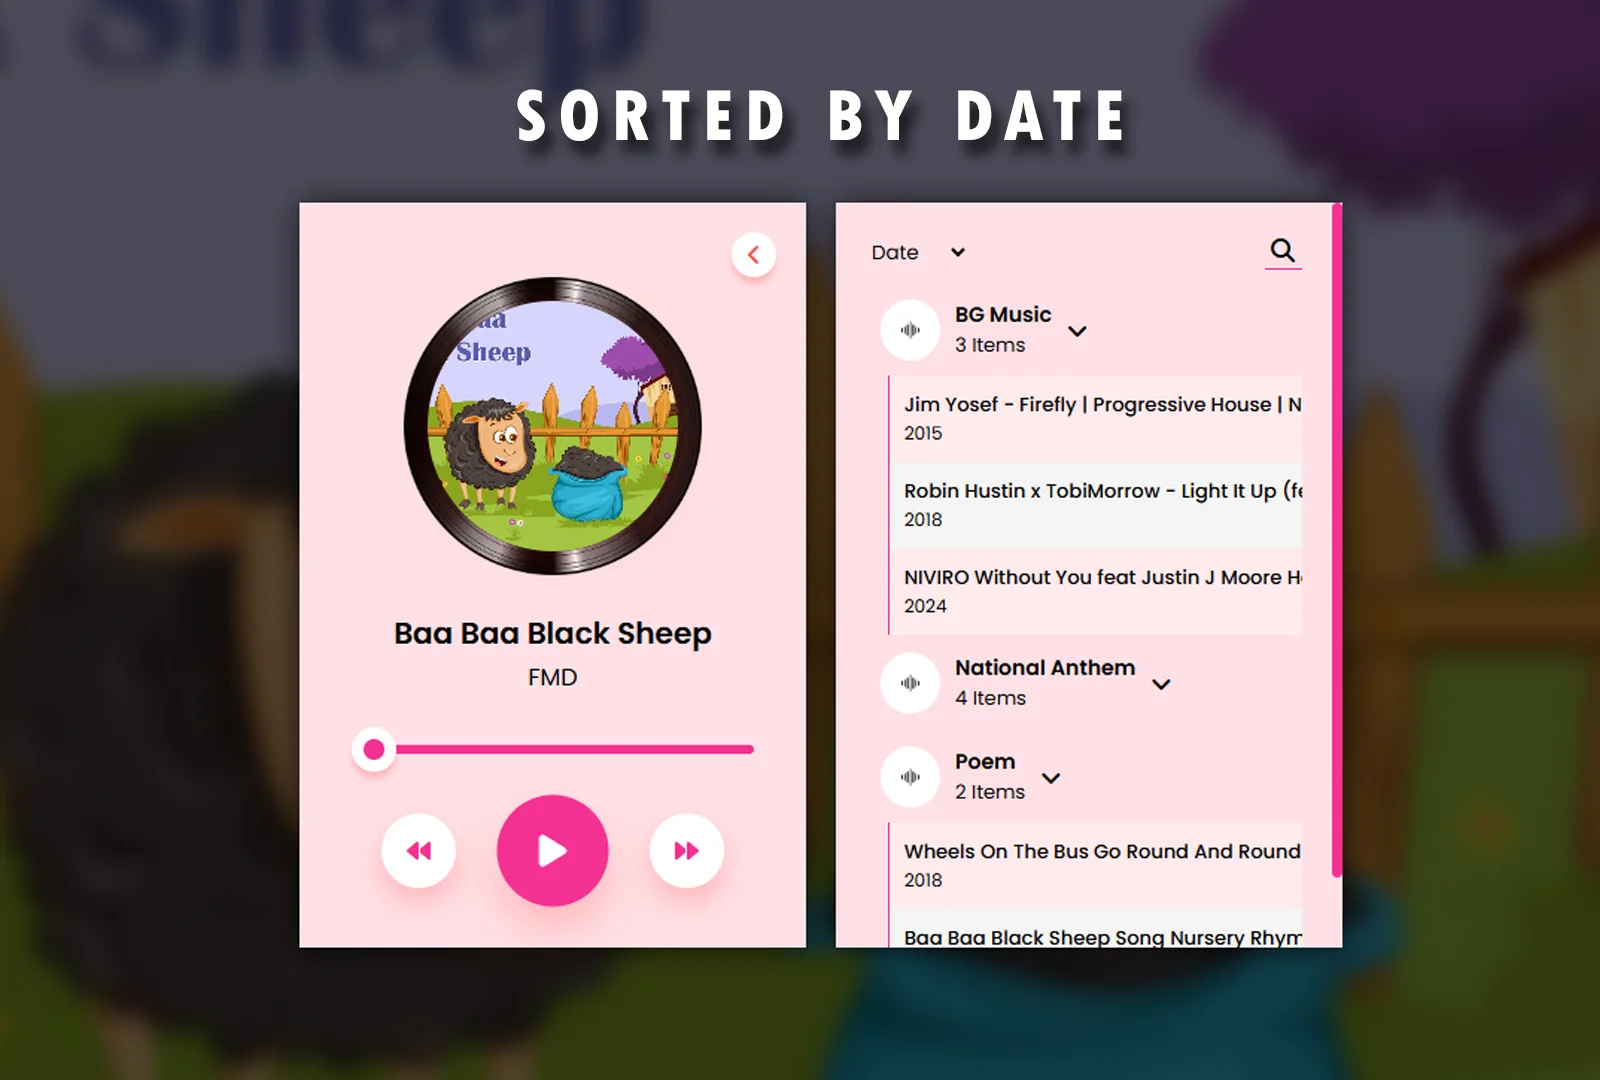 Sheep
SORTED BY DATE
aa
Sheep
Baa Baa Black Sheep
FMD
Date
BG Music
3 Items
Jim Yosef - Firefly | Progressive House | N
2015
Robin Hustin x TobiMorrow - Light It Up (fe
2018
NIVIRO Without You feat Justin J Moore H
2024
National Anthem
4 Items
Poem
2 Items
Wheels On The Bus Go Round And Round
2018
Baa Baa Black Sheep Song Nursery Rhym